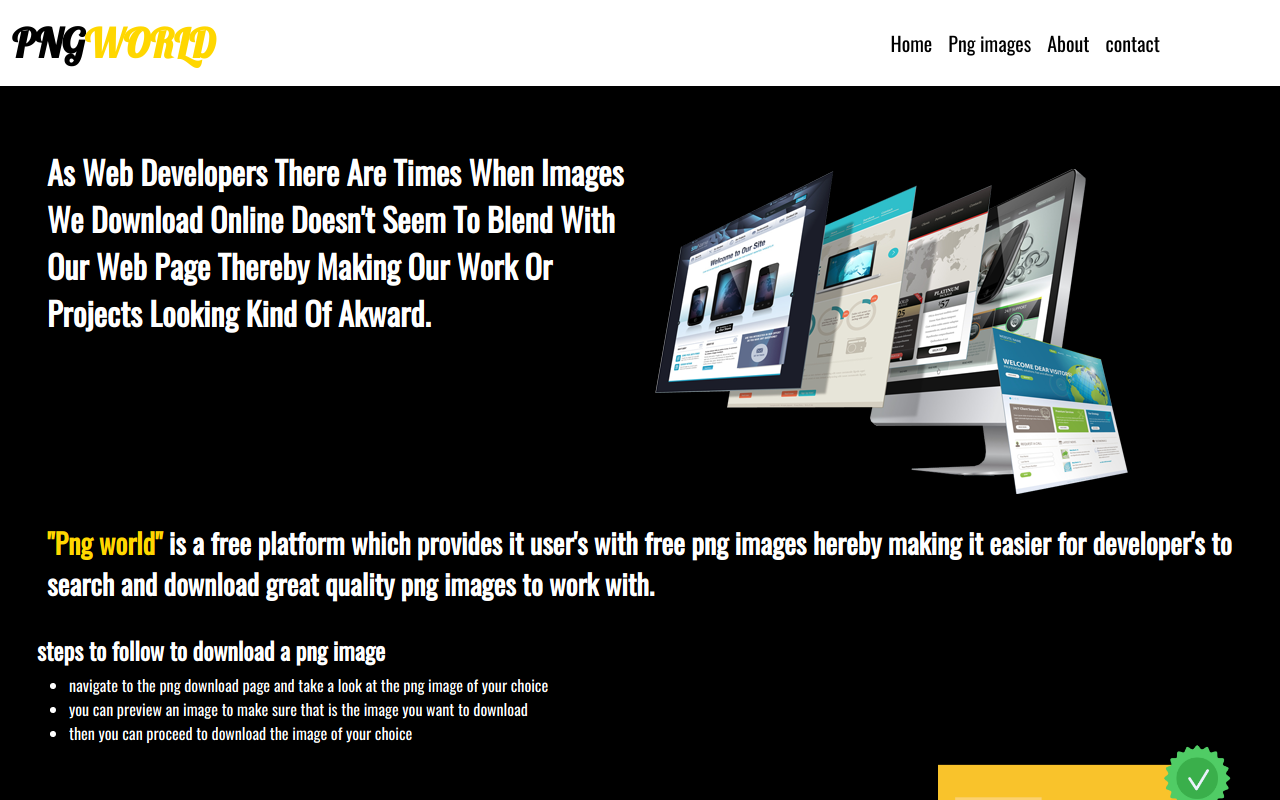 PNGWORLD
Home Png images About contact
As Web Developers There Are Times When Images
We Download Online Doesn't Seem To Blend With
Our Web Page Thereby Making Our Work Or
Projects Looking Kind Of Akward.
Welcome to Our Site
PLATINUM
$57
25
WELCOME DEAR VISITOR
"Png world" is a free platform which provides it user's with free png images hereby making it easier for developer's to
search and download great quality png images to work with.
steps to follow to download a png image
navigate to the png download page and take a look at the png image of your choice
you can preview an image to make sure that is the image you want to download
then you can proceed to download the image of your choice